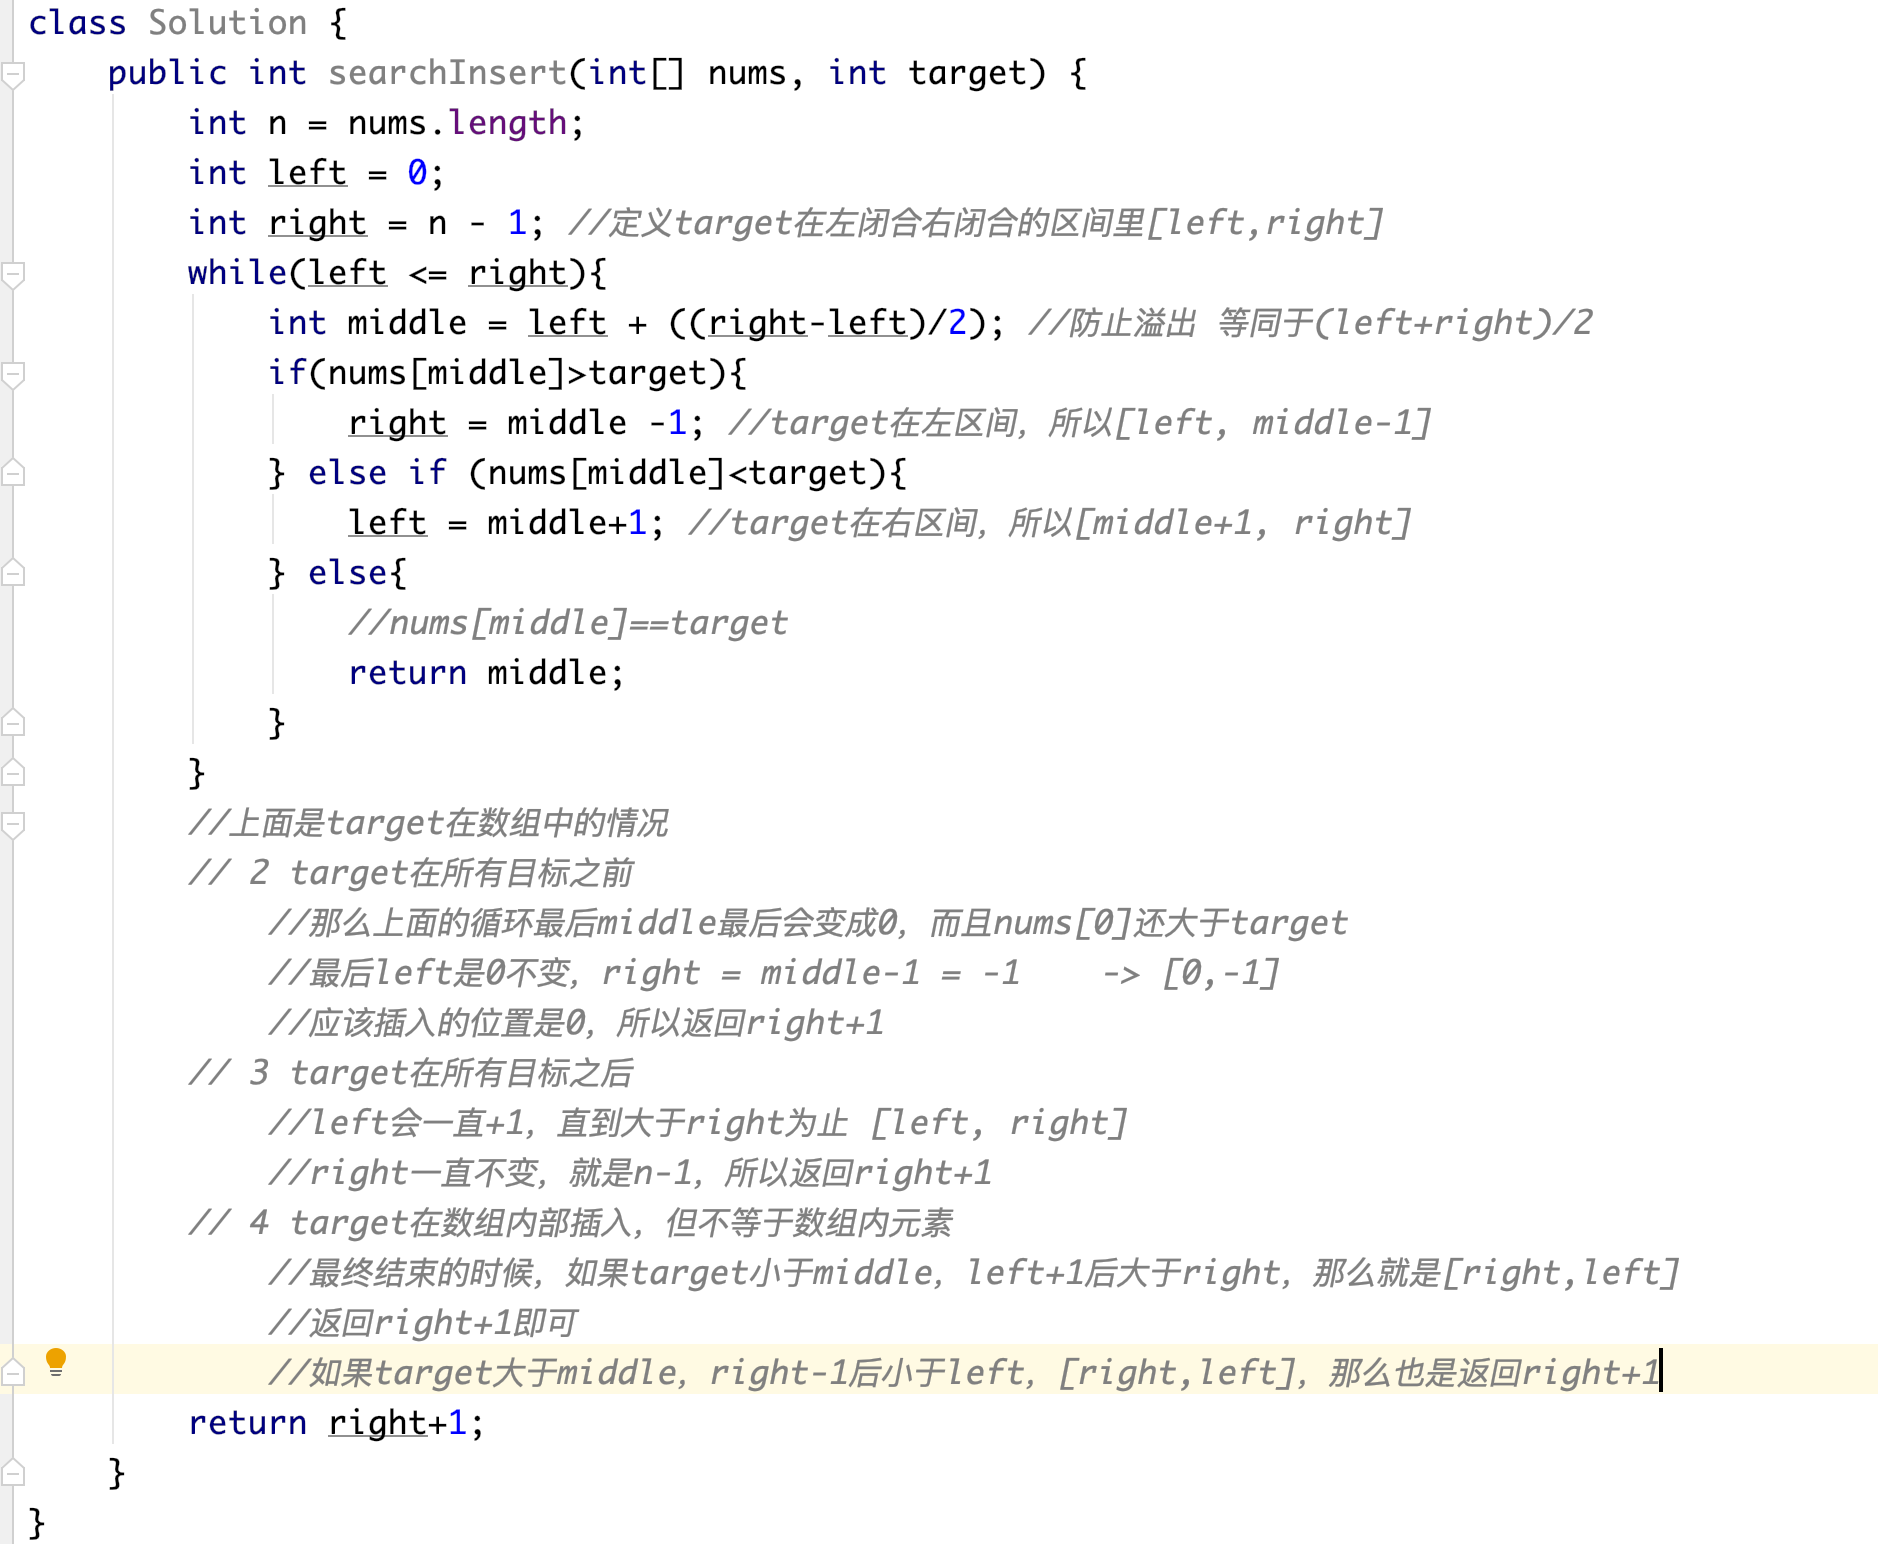 class Solution {
    public int searchInsert(int[] nums, int target) {
        int n = nums.length;
        int left = 0;
        int right = n - 1; //定义target在左闭合右闭合的区间里[left,right]
        while(left <= right){
            int middle = left + ((right-left)/2); //防止溢出 等同于(left+right)/2
            if(nums[middle]>target){
                right = middle -1; //target在左区间，所以[left, middle-1]
            } else if (nums[middle]<target){
                left = middle+1; //target在右区间，所以[middle+1, right]
            } else{
                //nums[middle]==target
                return middle;
            }
        }
        //上面是target在数组中的情况
        // 2 target在所有目标之前
            //那么上面的循环最后middle最后会变成0，而且nums[0]还大于target
            //最后left是0不变，right = middle-1 = -1    -> [0,-1]
            //应该插入的位置是0，所以返回right+1
        // 3 target在所有目标之后
            //left会一直+1，直到大于right为止 [left, right]
            //right一直不变，就是n-1，所以返回right+1
        // 4 target在数组内部插入，但不等于数组内元素
            //最终结束的时候，如果target小于middle，left+1后大于right，那么就是[right,left]
            //返回right+1即可
            //如果target大于middle，right-1后小于left，[right,left]，那么也是返回right+1
        return right+1;
    }
}